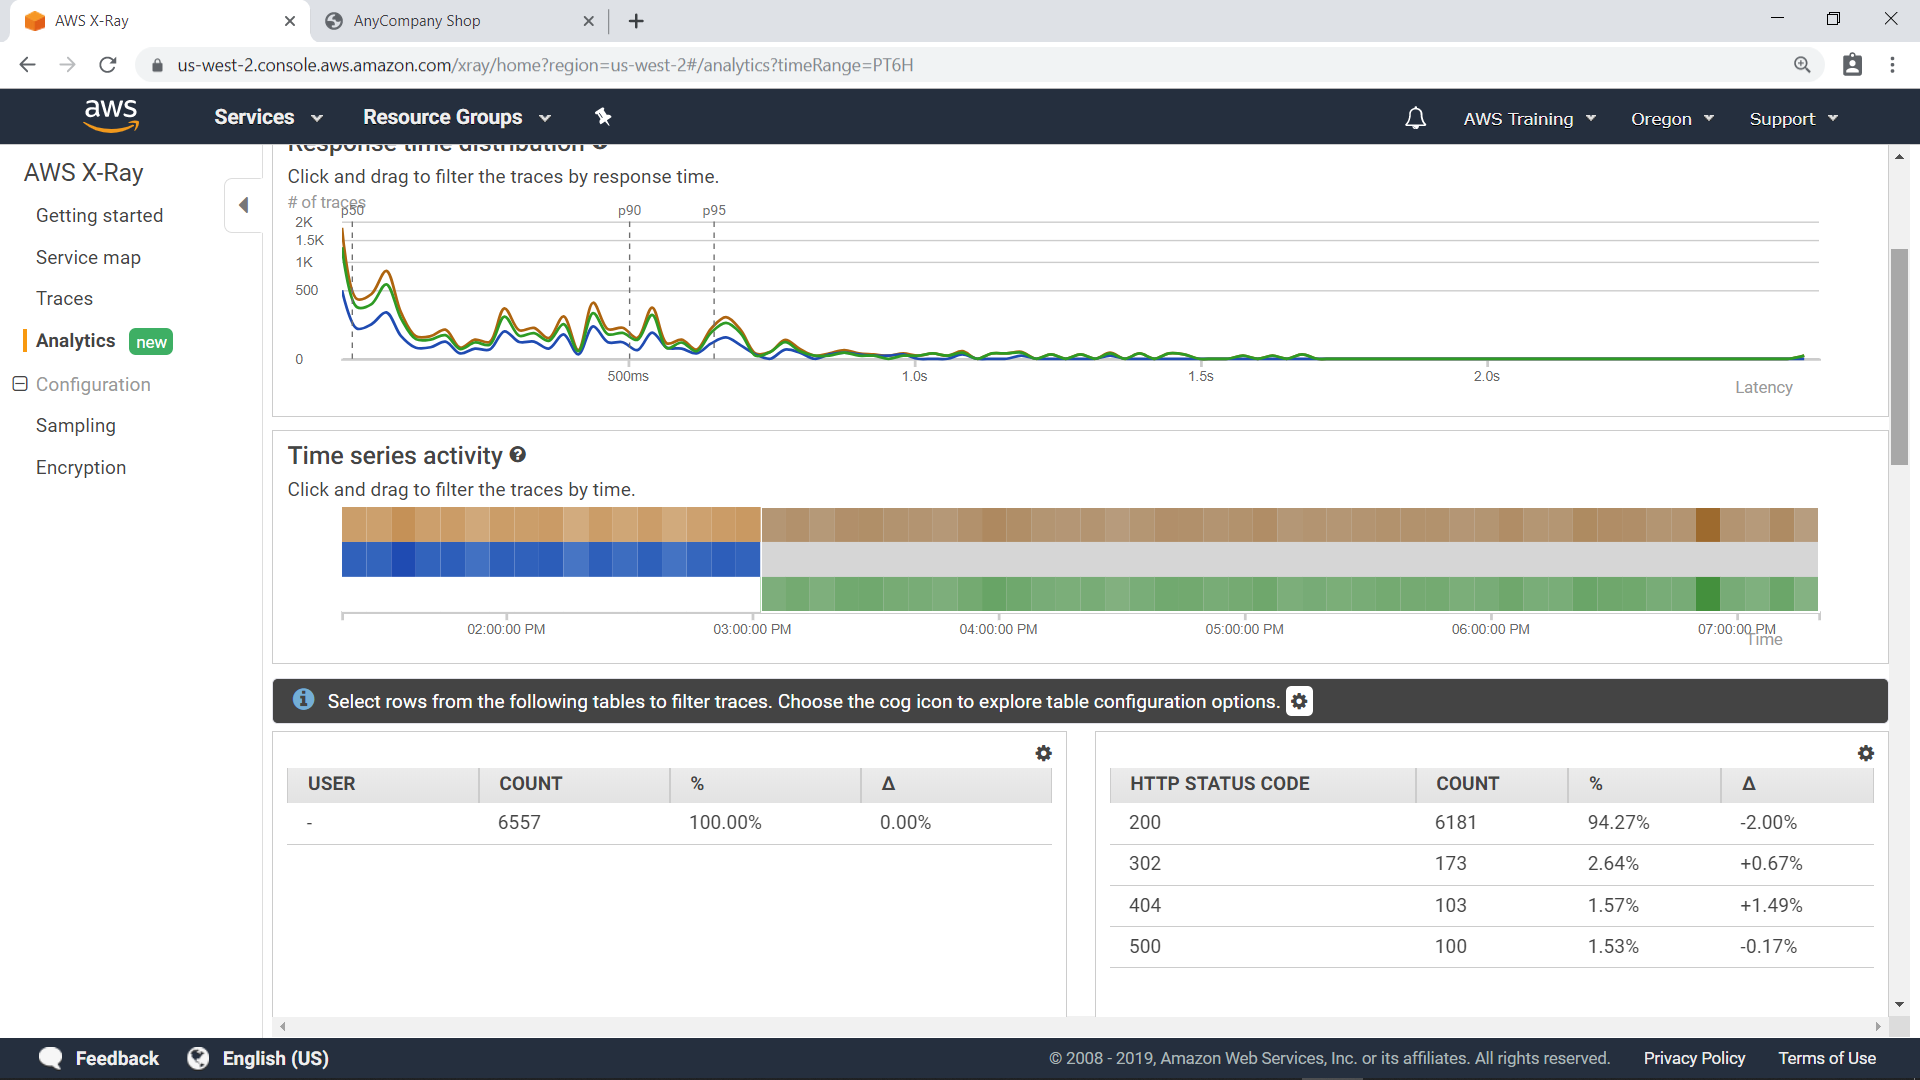 AWS X-Ray
AnyCompany Shop
us-west-2.console.aws.amazon.com/xray/home?region=us-west-2#/analytics?timeRange=PT6H
aws
Services
Resource Groups
AWS Training
Oregon
Support
AWS X-Ray
Getting started
Service map
Traces
Analytics new
Configuration
Sampling
Encryption
Response time distribution
Click and drag to filter the traces by response time.
# of traces
p50
p90
p95
2K
1.5K
1K
500
0
500ms
1.0s
1.5s
2.0s
Latency
Time series activity
Click and drag to filter the traces by time.
02:00:00 PM
03:00:00 PM
04:00:00 PM
05:00:00 PM
06:00:00 PM
07:00:00 PM
Time
Select rows from the following tables to filter traces. Choose the cog icon to explore table configuration options.
USER COUNT % Δ
- 6557 100.00% 0.00%
HTTP STATUS CODE COUNT % Δ
200 6181 94.27% -2.00%
302 173 2.64% +0.67%
404 103 1.57% +1.49%
500 100 1.53% -0.17%
Feedback
English (US)
© 2008 - 2019, Amazon Web Services, Inc. or its affiliates. All rights reserved.
Privacy Policy
Terms of Use